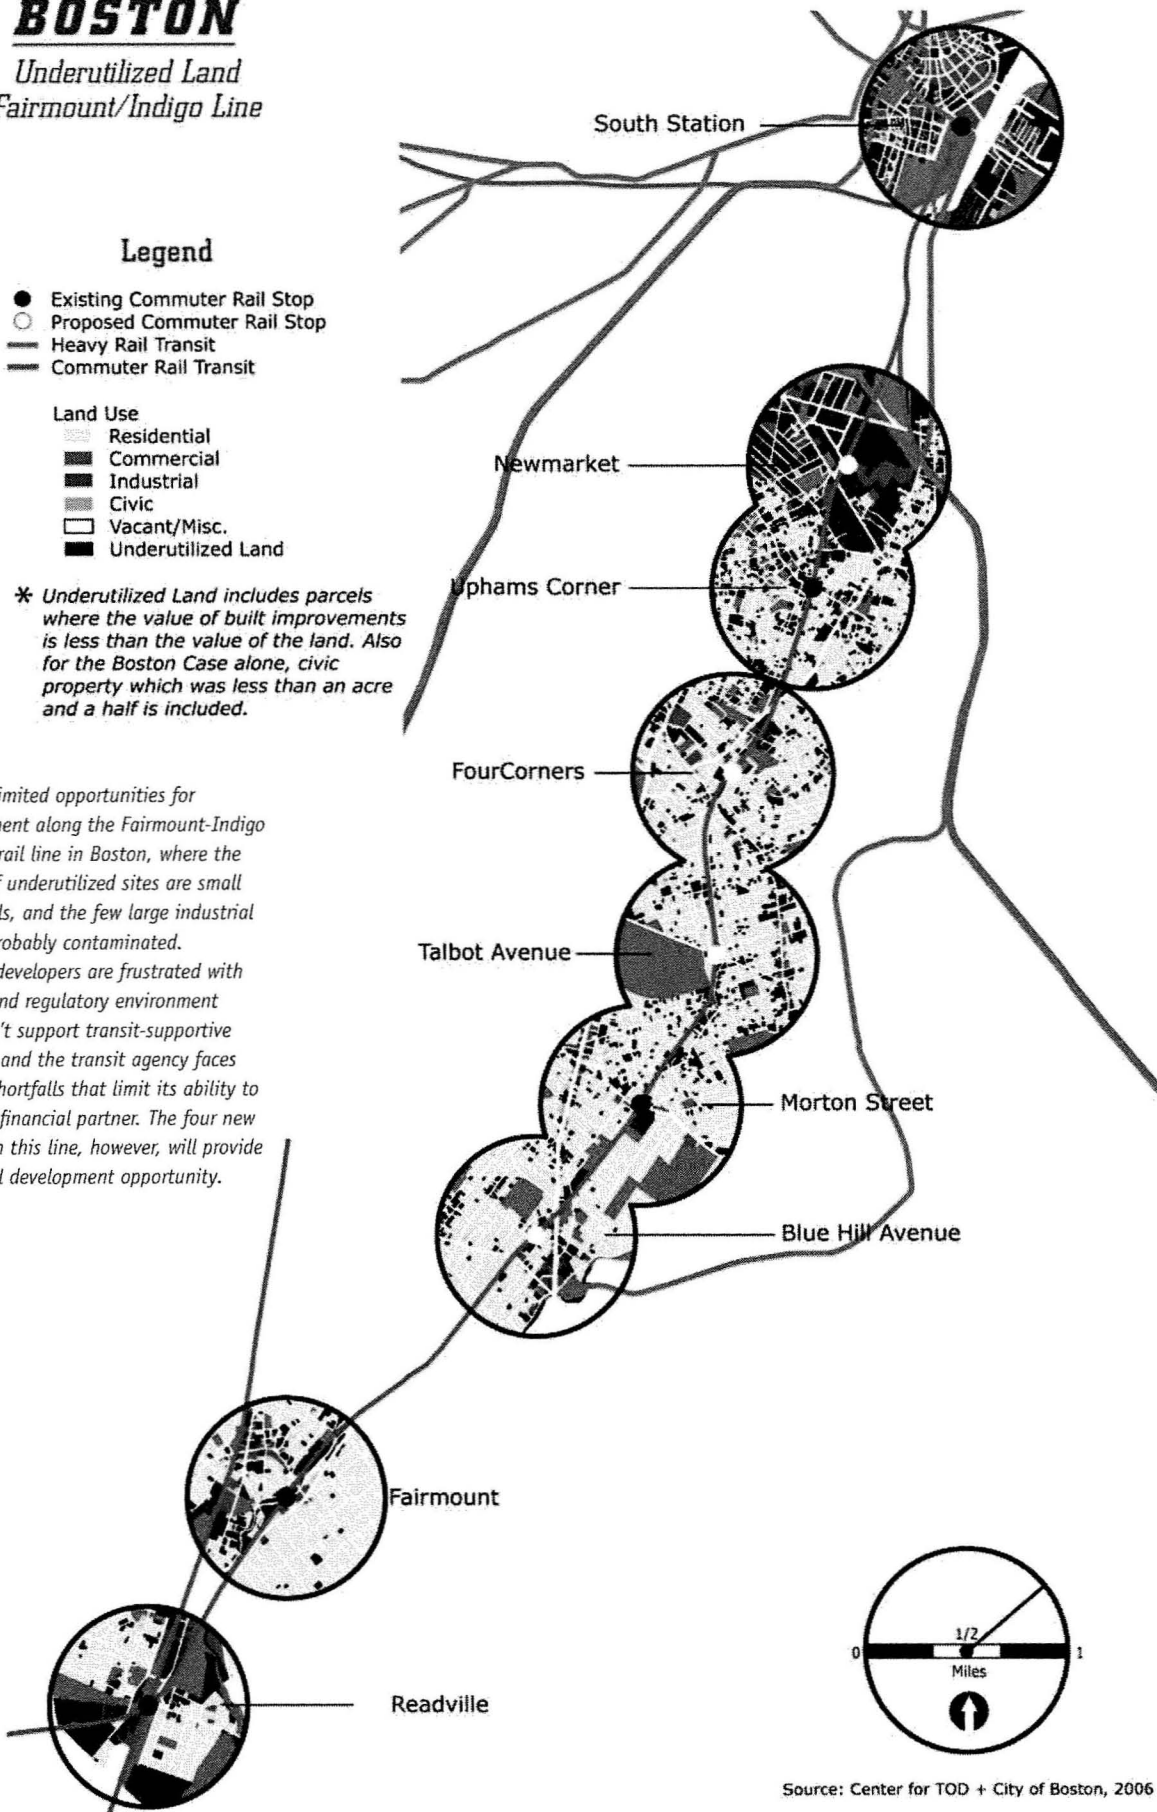 BOSTON
Underutilized Land
Fairmount/Indigo Line
South Station
Legend
Existing Commuter Rail Stop
Proposed Commuter Rail Stop
Heavy Rail Transit
Commuter Rail Transit
Land Use
Residential
Commercial
Industrial
Civic
Vacant/Misc.
Underutilized Land
* Underutilized Land includes parcels
where the value of built improvements
is less than the value of the land. Also
for the Boston Case alone, civic
property which was less than an acre
and a half is included.
Newmarket
Uphams Corner
FourCorners
Talbot Avenue
Morton Street
Blue Hill Avenue
Fairmount
Readville
imited opportunities for
ent along the Fairmount-Indigo
rail line in Boston, where the
f underutilized sites are small
ls, and the few large industrial
robably contaminated.
developers are frustrated with
nd regulatory environment
't support transit-supportive
and the transit agency faces
hortfalls that limit its ability to
financial partner. The four new
n this line, however, will provide
l development opportunity.
0 1/2 1
Miles
Source: Center for TOD + City of Boston, 2006